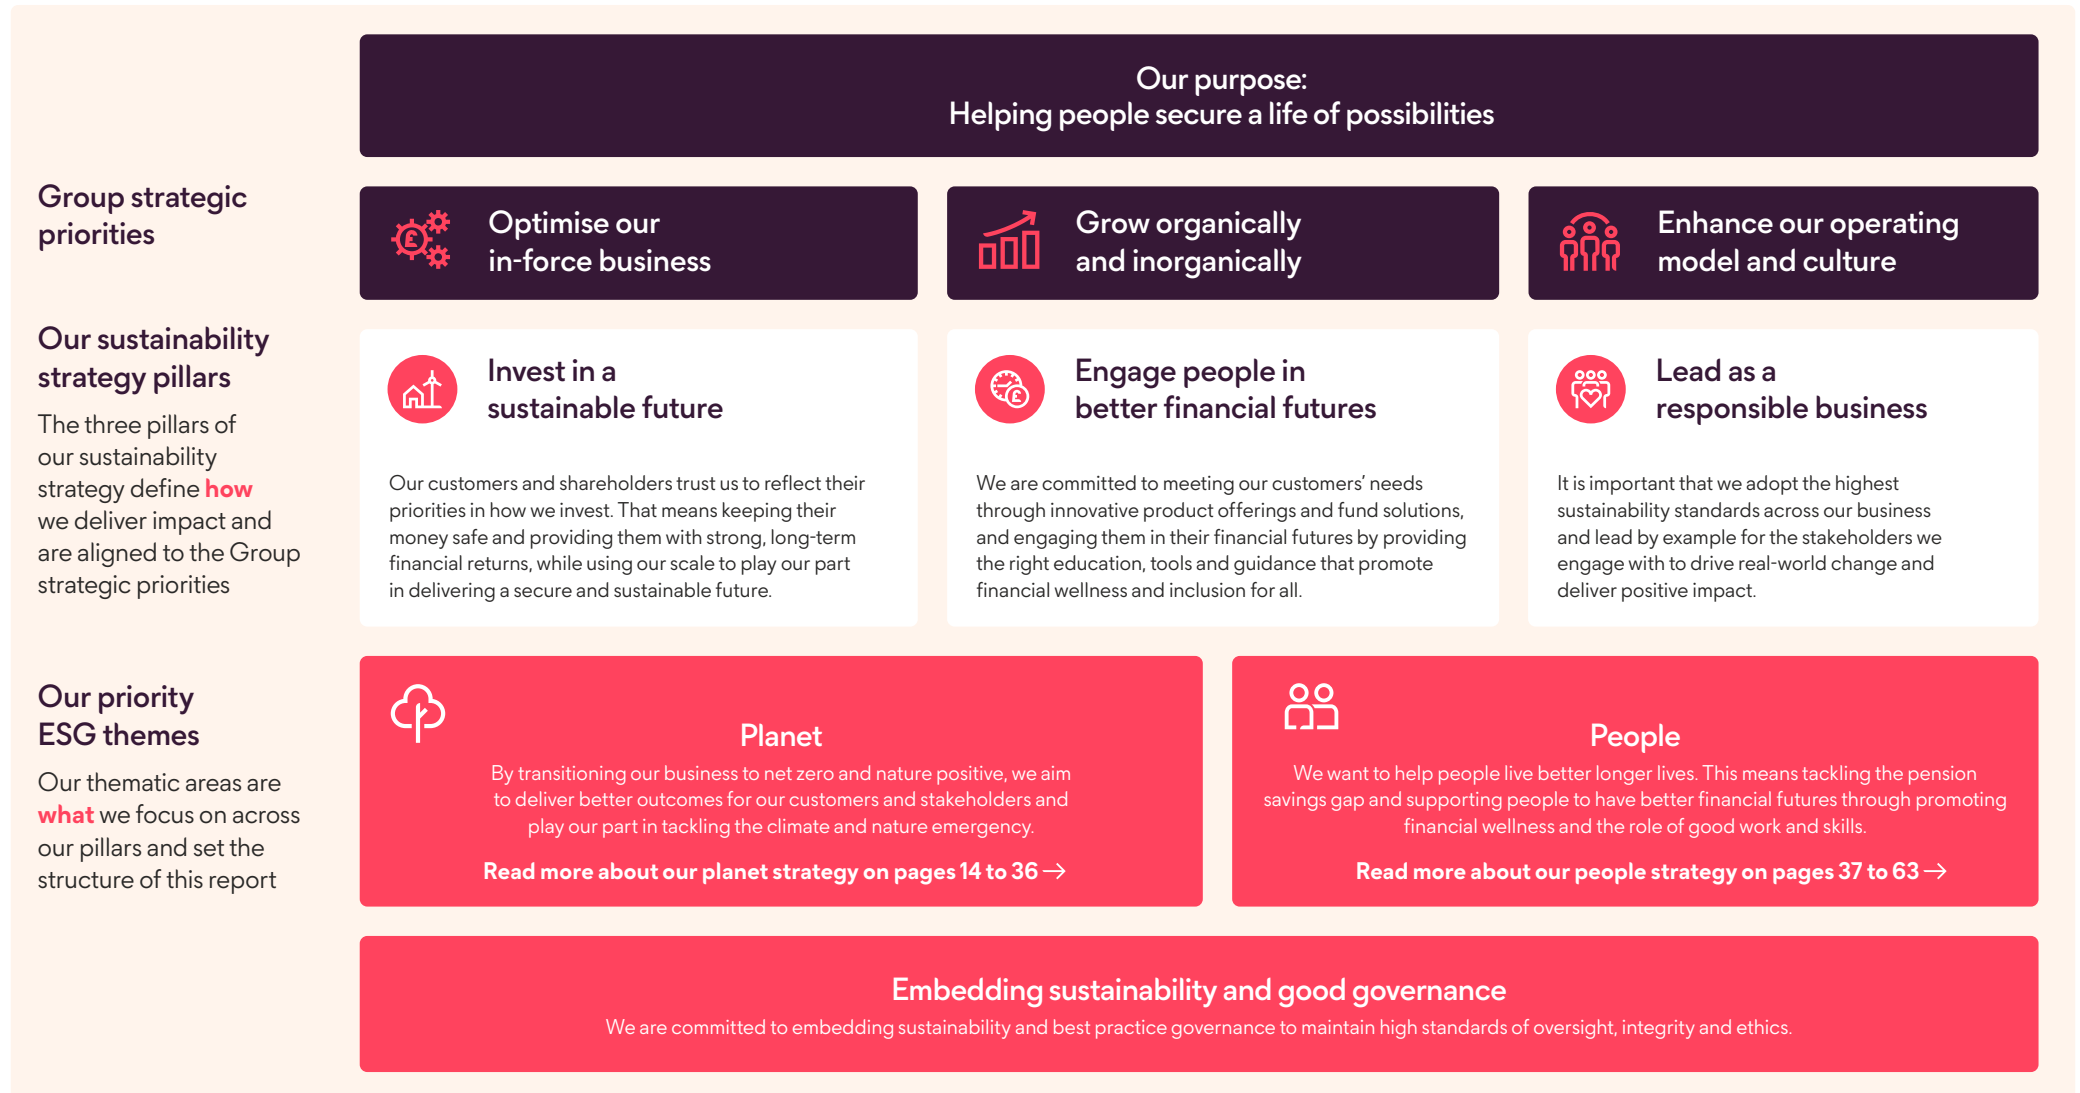 Our purpose:
Helping people secure a life of possibilities
Group strategic
priorities
Optimise our
in-force business
Grow organically
and inorganically
Enhance our operating
model and culture
Our sustainability
strategy pillars
The three pillars of
our sustainability
strategy define how
we deliver impact and
are aligned to the Group
strategic priorities
Invest in a
sustainable future
Our customers and shareholders trust us to reflect their
priorities in how we invest. That means keeping their
money safe and providing them with strong, long-term
financial returns, while using our scale to play our part
in delivering a secure and sustainable future.
Engage people in
better financial futures
We are committed to meeting our customers’ needs
through innovative product offerings and fund solutions,
and engaging them in their financial futures by providing
the right education, tools and guidance that promote
financial wellness and inclusion for all.
Lead as a
responsible business
It is important that we adopt the highest
sustainability standards across our business
and lead by example for the stakeholders we
engage with to drive real-world change and
deliver positive impact.
Our priority
ESG themes
Our thematic areas are
what we focus on across
our pillars and set the
structure of this report
Planet
By transitioning our business to net zero and nature positive, we aim
to deliver better outcomes for our customers and stakeholders and
play our part in tackling the climate and nature emergency.
Read more about our planet strategy on pages 14 to 36 →
People
We want to help people live better longer lives. This means tackling the pension
savings gap and supporting people to have better financial futures through promoting
financial wellness and the role of good work and skills.
Read more about our people strategy on pages 37 to 63 →
Embedding sustainability and good governance
We are committed to embedding sustainability and best practice governance to maintain high standards of oversight, integrity and ethics.